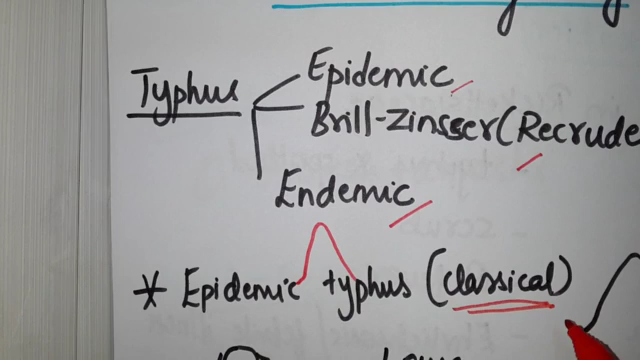 Typhus
Epidemic
Brill-Zinsser (Recrude
Endemic
* Epidemic typhus (classical)